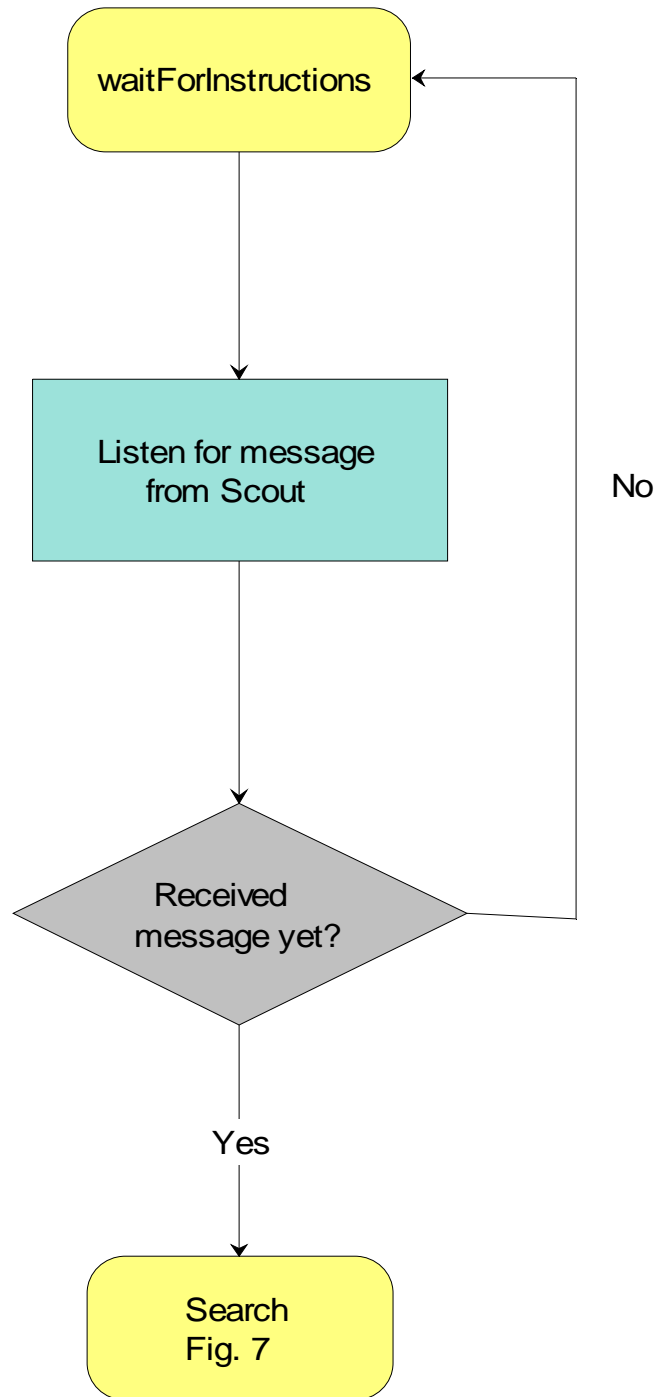 waitForInstructions
Listen for message
from Scout
No
Received
message yet?
Yes
Search
Fig. 7